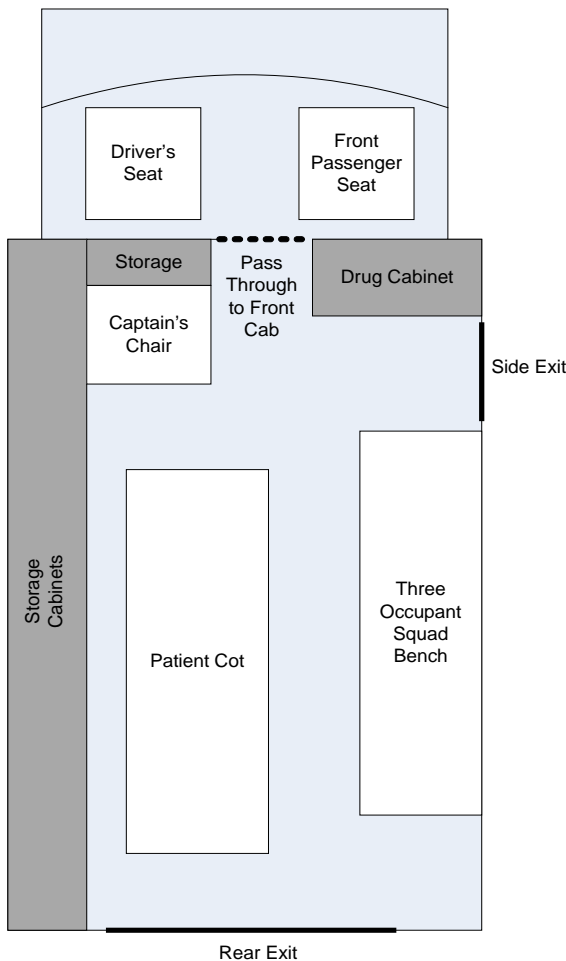 Driver's
Seat
Front
Passenger
Seat
Storage
Pass
Through
to Front
Cab
Drug Cabinet
Captain's
Chair
Side Exit
Storage
Cabinets
Patient Cot
Three
Occupant
Squad
Bench
Rear Exit